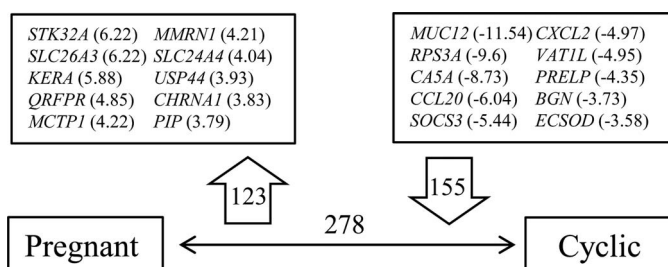 STK32A (6.22) MMRN1 (4.21)
SLC26A3 (6.22) SLC24A4 (4.04)
KERA (5.88) USP44 (3.93)
QRFPR (4.85) CHRNA1 (3.83)
MCTP1 (4.22) PIP (3.79)
MUC12 (-11.54) CXCL2 (-4.97)
RPS3A (-9.6) VAT1L (-4.95)
CA5A (-8.73) PRELP (-4.35)
CCL20 (-6.04) BGN (-3.73)
SOCS3 (-5.44) ECSOD (-3.58)
123
155
278
Pregnant
Cyclic